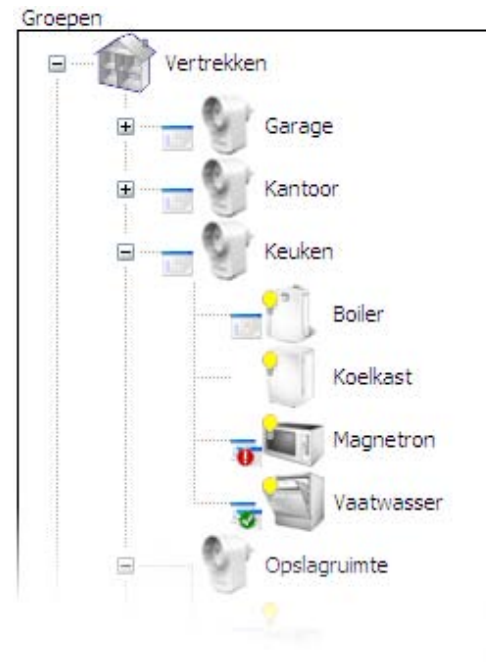 Groepen
Vertrekken
Garage
Kantoor
Keuken
Boiler
Koelkast
Magnetron
Vaatwasser
Opslagruimte